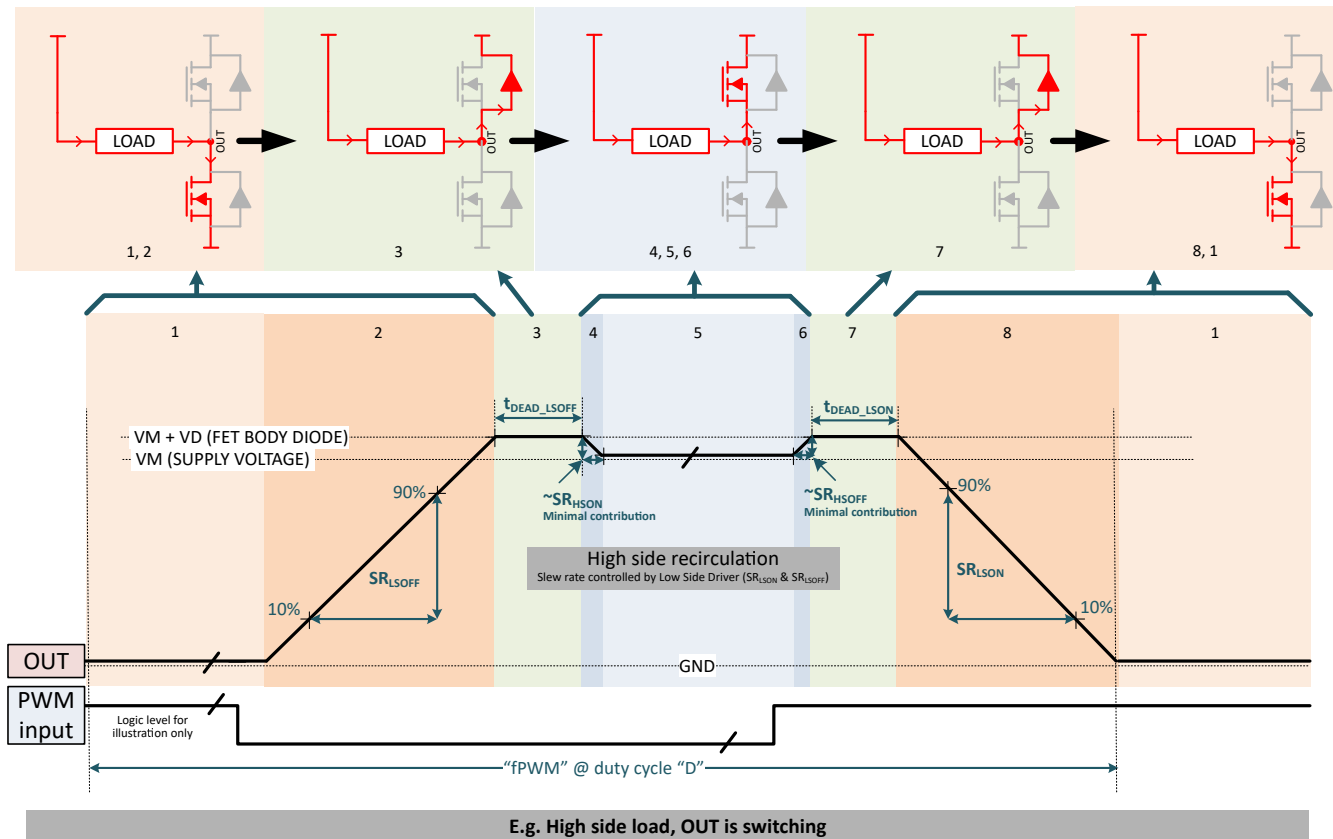 LOAD
OUT
LOAD
OUT
LOAD
OUT
LOAD
OUT
LOAD
OUT
1, 2
3
4, 5, 6
7
8, 1
1
2
3
4
5
6
7
8
1
tDEAD_LSOFF
tDEAD_LSON
VM + VD (FET BODY DIODE)
VM (SUPPLY VOLTAGE)
90%
~SRHSON
Minimal contribution
~SRHSOFF
Minimal contribution
90%
High side recirculation
Slew rate controlled by Low Side Driver (SRLSON & SRLSOFF)
SRLSOFF
SRLSON
10%
10%
OUT
GND
PWM
input
Logic level for
illustration only
“fPWM” @ duty cycle “D”
E.g. High side load, OUT is switching